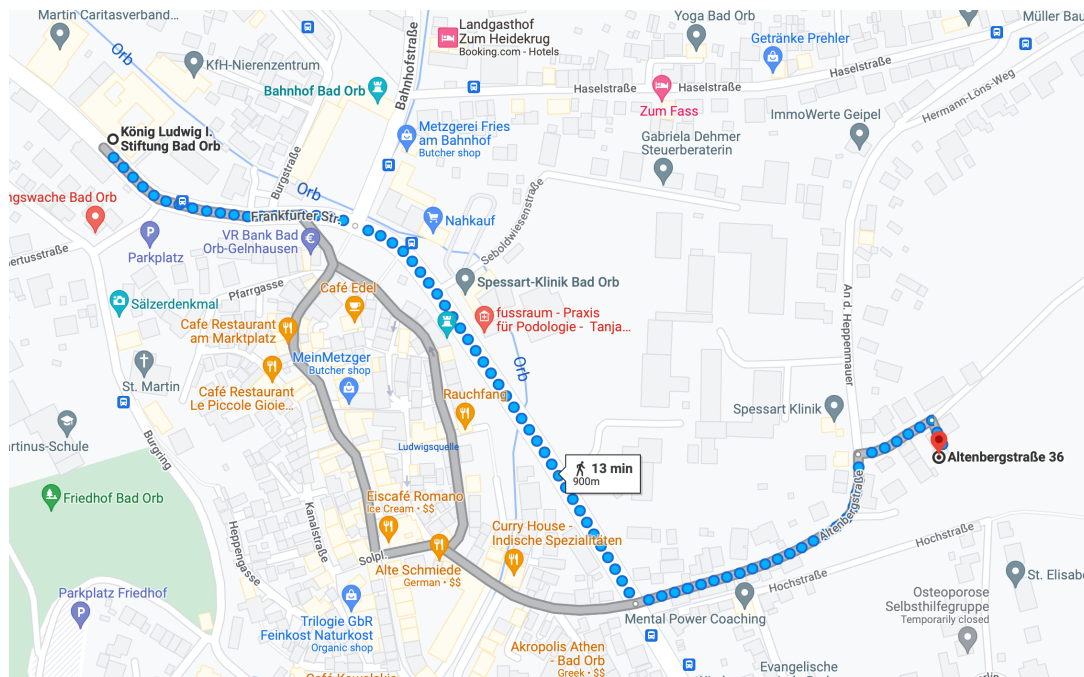 Martin Caritasverband...
Orb
KfH-Nierenzentrum
Bahnhof Bad Orb
Bahnhofstraße
Landgasthof
Zum Heidekrug
Booking.com - Hotels
Yoga Bad Orb
Getränke Prehler
Müller Bau
Haselstraße
Haselstraße
Haselstraße
Zum Fass
Hermann-Löns-Weg
ImmoWerte Geipel
Gabriela Dehmer
Steuerberaterin
Metzgerei Fries
am Bahnhof
Butcher shop
König Ludwig I.
Stiftung Bad Orb
Burgstraße
Orb
ngswache Bad Orb
Frankfurter Str.
Nahkauf
Seboldwiesenstraße
VR Bank Bad
Orb-Gelnhausen
Parkplatz
ertusstraße
Pfarrgasse
Spessart-Klinik Bad Orb
Café Edel
Sälzerdenkmal
fussraum - Praxis
für Podologie - Tanja...
An d. Heppenmauer
Cafe Restaurant
am Marktplatz
MeinMetzger
Butcher shop
Orb
St. Martin
Café Restaurant
Le Piccole Gioie...
Rauchfang
Spessart Klinik
artinus-Schule
Burgring
Ludwigsquelle
13 min
900m
Altenbergstraße 36
Friedhof Bad Orb
Eiscafé Romano
Ice Cream • $$
Kanalstraße
Heppengasse
Curry House -
Indische Spezialitäten
Altenbergstraße
Hochstraße
Solpl.
Alte Schmiede
German • $$
Hochstraße
St. Elisabe
Parkplatz Friedhof
Osteoporose
Selbsthilfegruppe
Temporarily closed
Trilogie GbR
Feinkost Naturkost
Organic shop
Mental Power Coaching
Akropolis Athen
- Bad Orb
Greek • $$
Evangelische